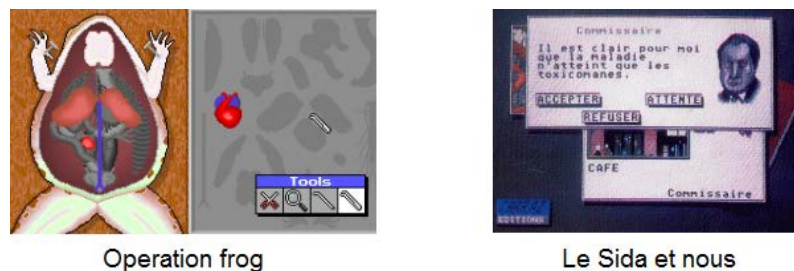 Tools
Commissaire
Il est clair pour moi
que la maladie
n'atteint que les
toxicomanes.
ACCEPTER
ATTENTE
REFUSER
CAFE
Commissaire
EDITIONS
Operation frog
Le Sida et nous